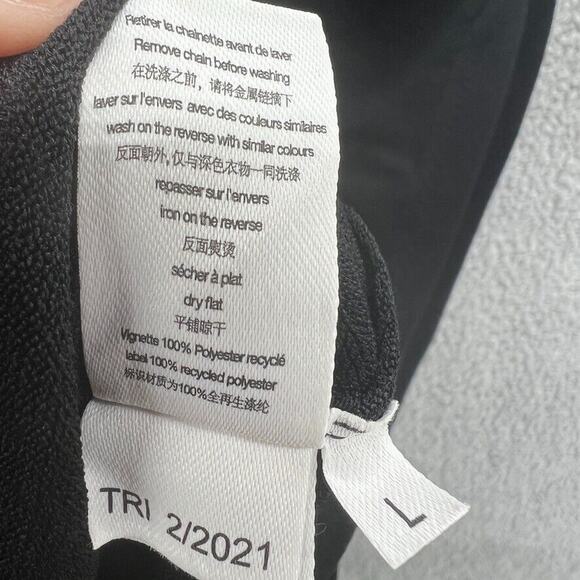 Retirer la chainette avant de laver
Remove chain before washing
在洗涤之前，请将金属链摘下
laver sur l'envers avec des couleurs similaires
wash on the reverse with similar colours
反面朝外,仅与深色衣物一同洗涤
repasser sur l'envers
iron on the reverse
反面熨烫
sécher à plat
dry flat
平铺晾干
Vignette 100% Polyester recyclé
label 100% recycled polyester
标识材质为100%全再生涤纶
TRI 2/2021
L